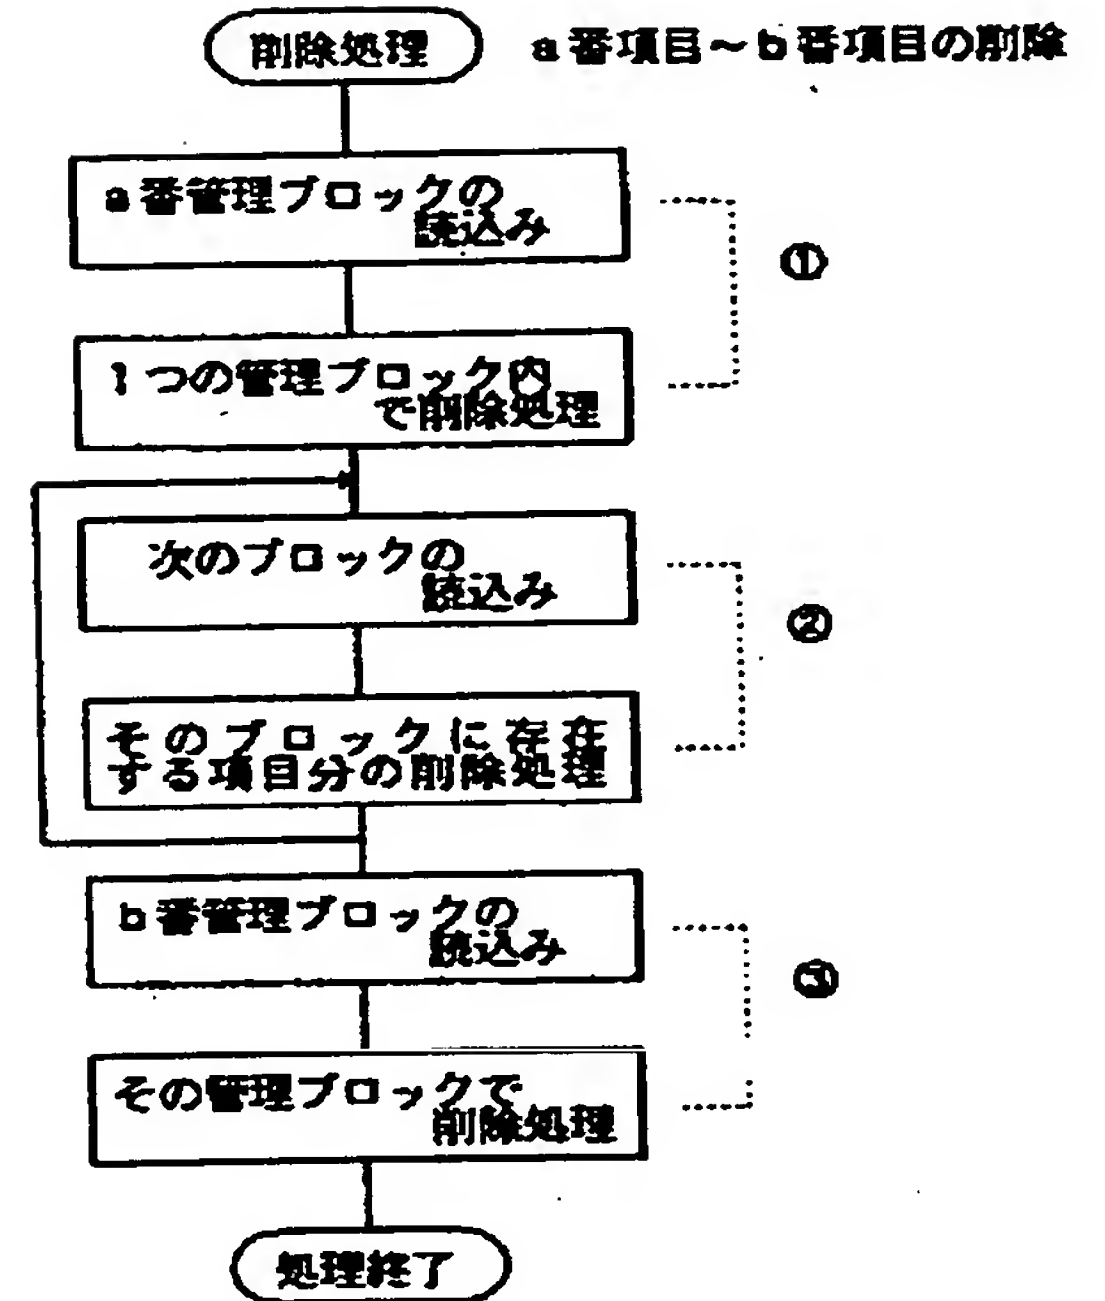 削除処理
a番項目~b番項目の削除
a番管理ブロックの
読込み
①
1つの管理ブロック内
で削除処理
次のブロックの
読込み
②
そのブロックに存在
する項目分の削除処理
b番管理ブロックの
読込み
③
その管理ブロックで
削除処理
処理終了